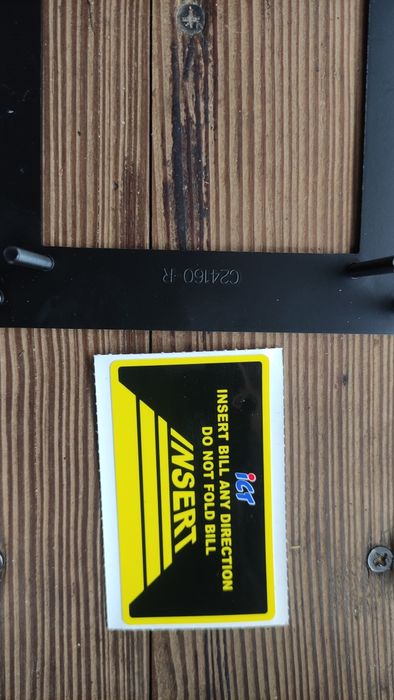 C24160-R
ICT
INSERT BILL ANY DIRECTION
DO NOT FOLD BILL
INSERT